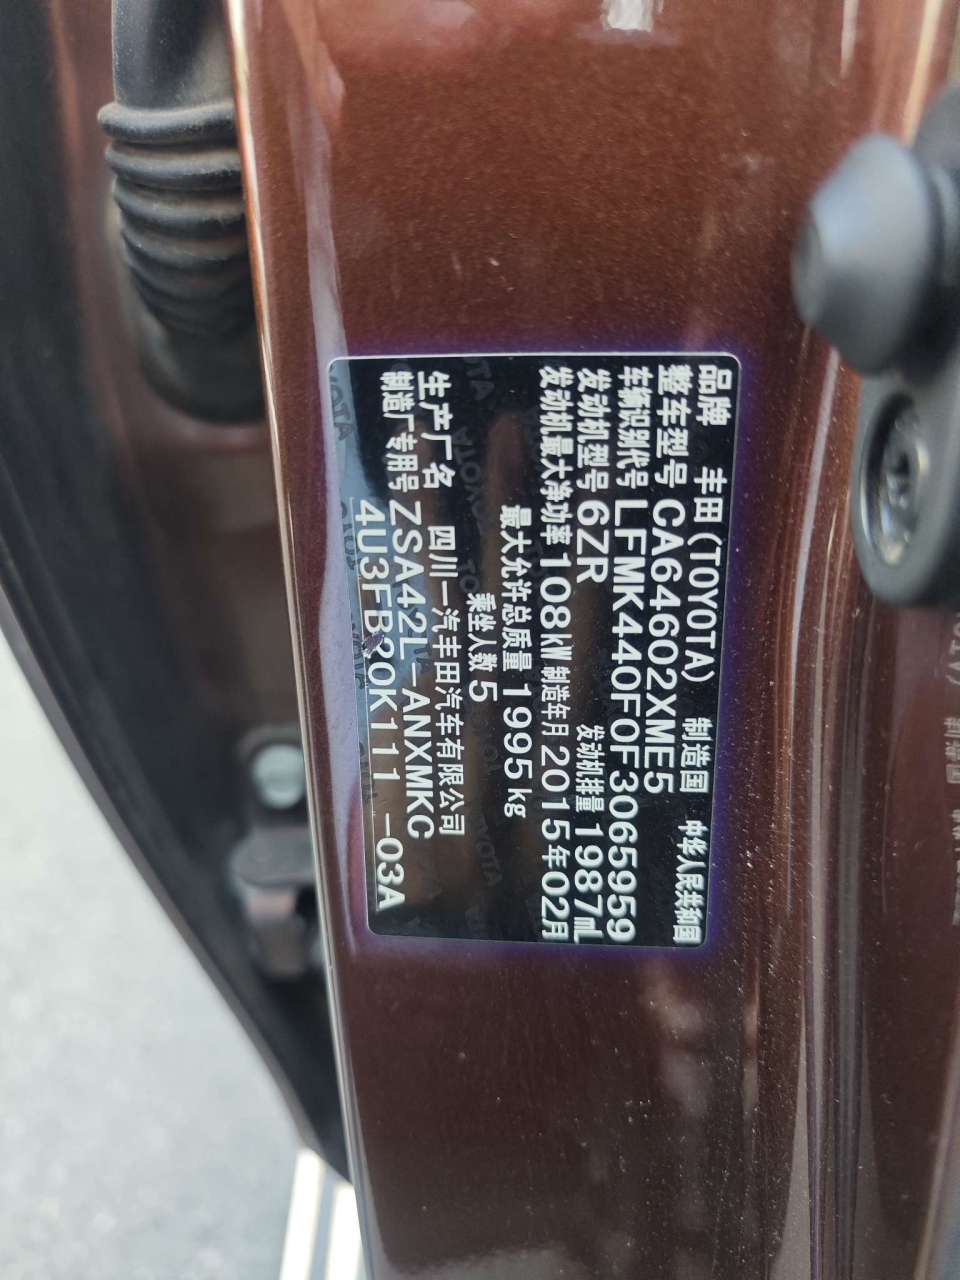 品牌 丰田(TOYOTA) 制造国 中华人民共和国
整车型号 CA64602XME5
车辆识别代号 LFMK440F0F3065959
发动机型号 6ZR 发动机排量 1987mL
发动机最大净功率 108kW 制造年月 2015年02月
最大允许总质量 1995kg
乘坐人数 5
生产厂名 四川一汽丰田汽车有限公司
制造厂专用号 ZSA42L-ANXMKC
4U3FB20K111 -03A